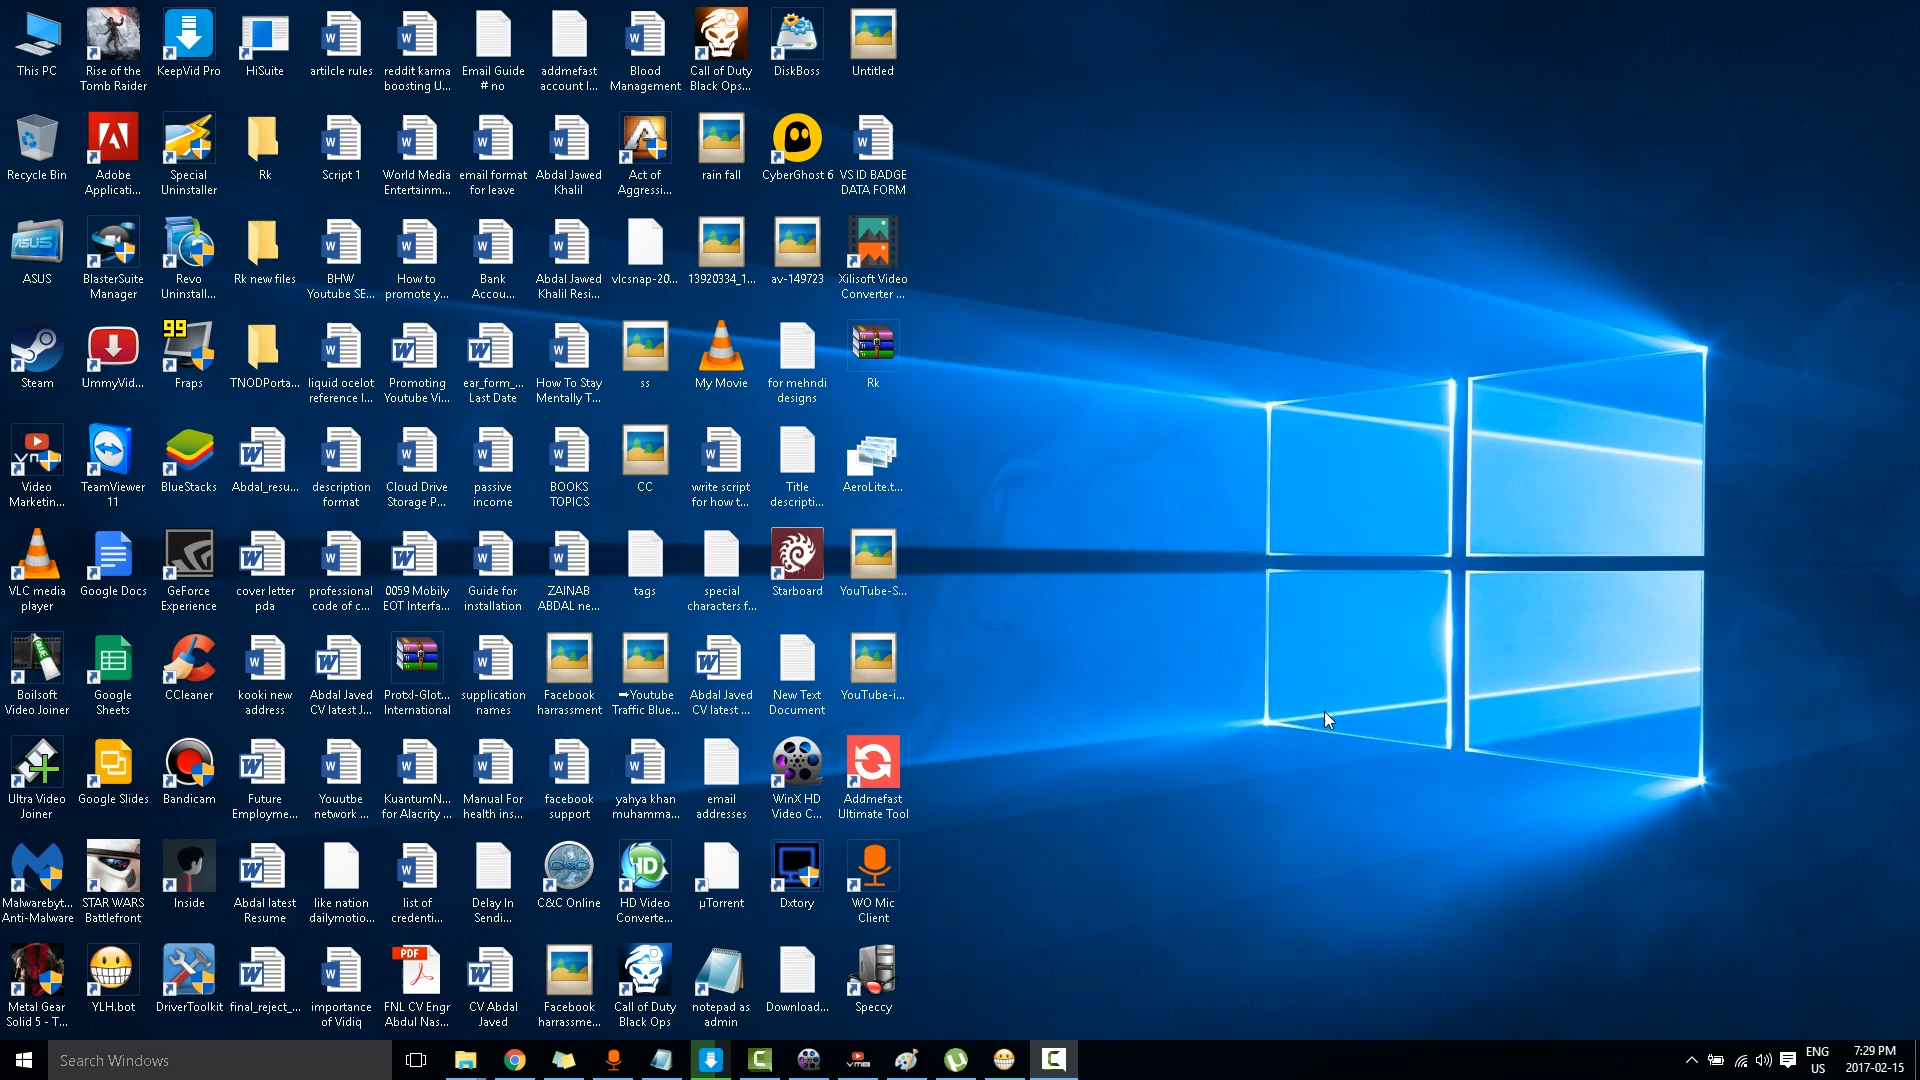 This PC
Rise of the
Tomb Raider
KeepVid Pro
HiSuite
artilcle rules
reddit karma
boosting U...
Email Guide
# no
addmefast
account l...
Blood
Management
Call of Duty
Black Ops...
DiskBoss
Untitled
Recycle Bin
Adobe
Applicati...
Special
Uninstaller
Rk
Script 1
World Media
Entertainm...
email format
for leave
Abdal Jawed
Khalil
Act of
Aggressi...
rain fall
CyberGhost 6
VS ID BADGE
DATA FORM
ASUS
ASUS
BlasterSuite
Manager
Revo
Uninstall...
Rk new files
BHW
Youtube SE...
How to
promote y...
Bank
Accou...
Abdal Jawed
Khalil Resi...
vlcsnap-20...
13920334_1...
av-149723
Xilisoft Video
Converter ...
Steam
UmmyVid...
99
Fraps
TNODPorta...
liquid ocelot
reference l...
Promoting
Youtube Vi...
ear_form_...
Last Date
How To Stay
Mentally T...
ss
My Movie
for mehndi
designs
Rk
Video
Marketin...
TeamViewer
11
BlueStacks
Abdal_resu...
description
format
Cloud Drive
Storage P...
passive
income
BOOKS
TOPICS
CC
write script
for how t...
Title
descripti...
AeroLite.t...
VLC media
player
Google Docs
GeForce
Experience
cover letter
pda
professional
code of c...
0059 Mobily
EOT Interfa...
Guide for
installation
ZAINAB
ABDAL ne...
tags
special
characters f...
Starboard
YouTube-S...
Boilsoft
Video Joiner
Google
Sheets
CCleaner
kooki new
address
Abdal Javed
CV latest J...
Protxl-Glot...
International
supplication
names
Facebook
harrassment
➡Youtube
Traffic Blue...
Abdal Javed
CV latest ...
New Text
Document
YouTube-i...
Ultra Video
Joiner
Google Slides
Bandicam
Future
Employme...
Yououtbe
network ...
KuantumN...
for Alacrity ...
Manual For
health ins...
facebook
support
yahya khan
muhamma...
email
addresses
WinX HD
Video C...
Addmefast
Ultimate Tool
Malwarebyt...
Anti-Malware
STAR WARS
Battlefront
Inside
Abdal latest
Resume
like nation
dailymotio...
list of
credenti...
Delay In
Sendi...
C&C
C&C Online
HD
HD Video
Converte...
µTorrent
Dxtory
WO Mic
Client
Metal Gear
Solid 5 - T...
YLH.bot
DriverToolkit
final_reject_...
importance
of Vidiq
PDF
FNL CV Engr
Abdul Nas...
CV Abdal
Javed
Facebook
harrassme...
Call of Duty
Black Ops
notepad as
admin
Download...
Speccy
Search Windows
ENG
US
7:29 PM
2017-02-15